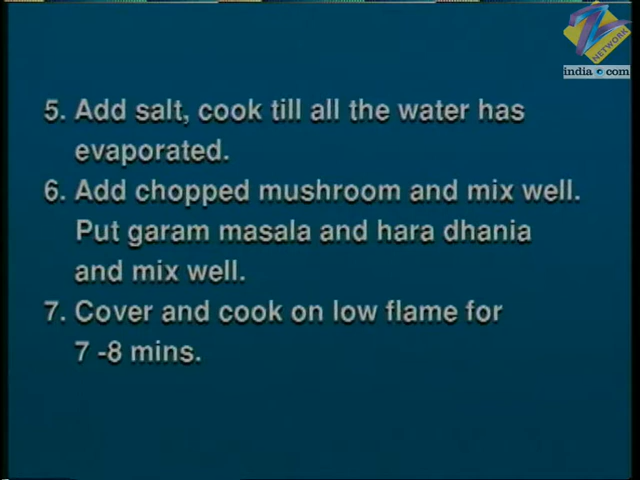 Z
NETWORK
india.com
5. Add salt, cook till all the water has
evaporated.
6. Add chopped mushroom and mix well.
Put garam masala and hara dhania
and mix well.
7. Cover and cook on low flame for
7 -8 mins.